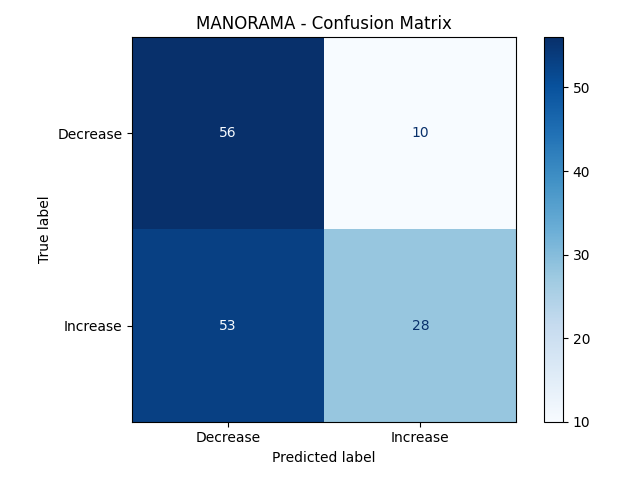 MANORAMA - Confusion Matrix
True label
Decrease
56
10
Increase
53
28
Decrease
Increase
Predicted label
50
40
30
20
10